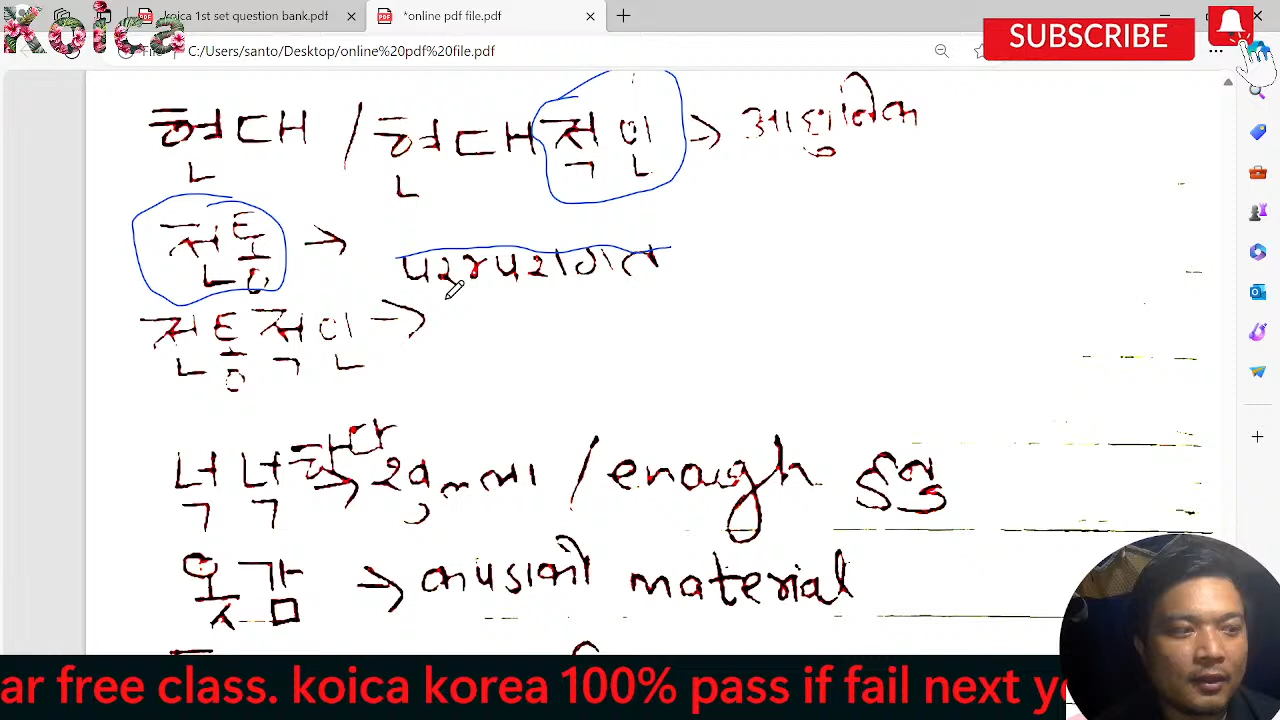 koica 1st set question bank.pdf
*online pdf file.pdf
Koica
File
C:/Users/santo/Desktop/online%20pdf%20file.pdf
SUBSCRIBE
현대 / 현대적인 → आधुनिक
전통 →
परम्परागत
전통적인 →
넉넉하다 → /enough हुनु
옷감 → कपडाको material
ar free class. koica korea 100% pass if fail next y